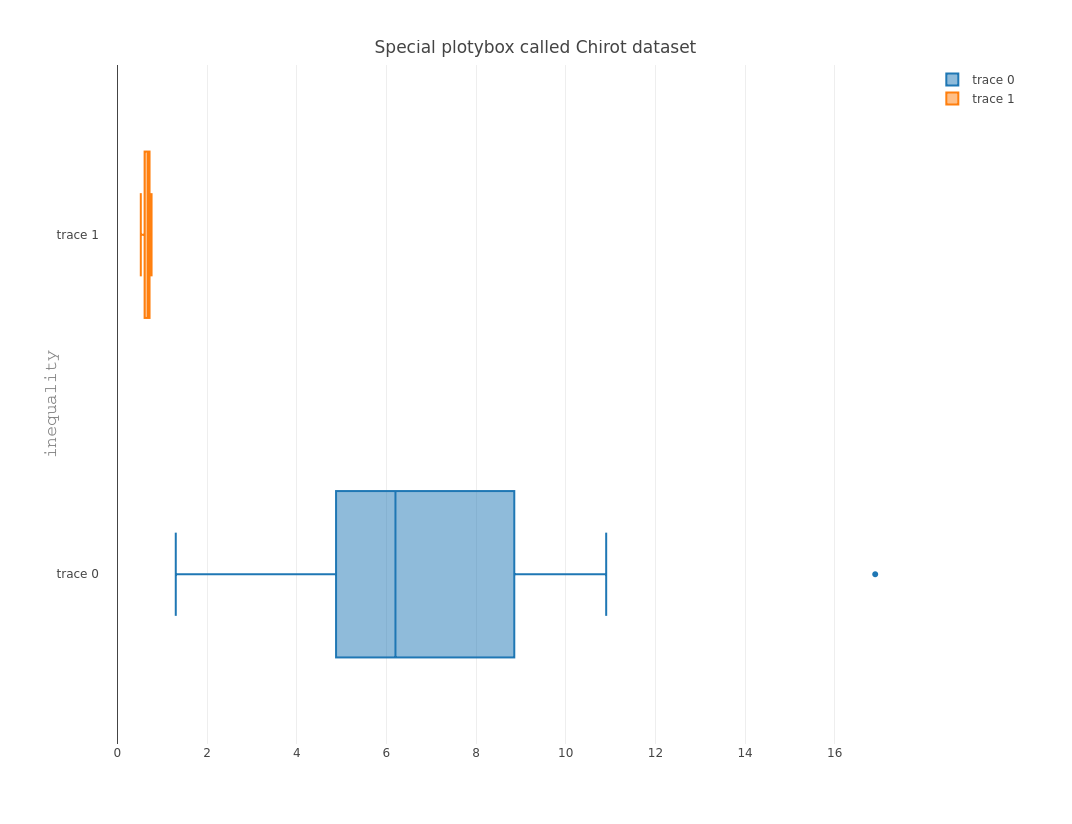 Special plotybox called Chirot dataset
trace 0
trace 1
trace 1
inequality
trace 0
0 2 4 6 8 10 12 14 16